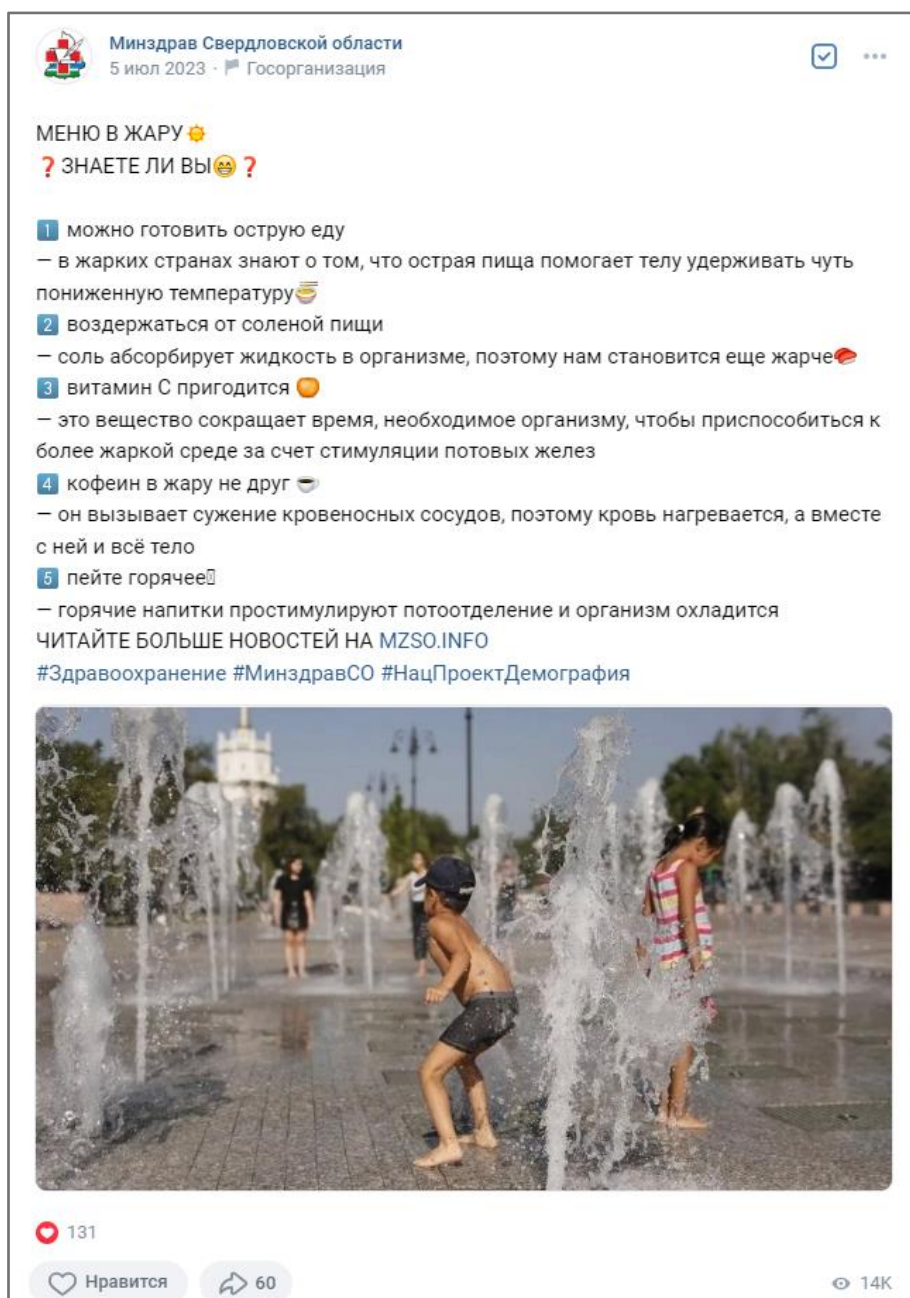 Минздрав Свердловской области
5 июл 2023 · Госорганизация
МЕНЮ В ЖАРУ☀️
❓ЗНАЕТЕ ЛИ ВЫ😁❓
1️⃣ можно готовить острую еду
— в жарких странах знают о том, что острая пища помогает телу удерживать чуть
пониженную температуру🍜
2️⃣ воздержаться от соленой пищи
— соль абсорбирует жидкость в организме, поэтому нам становится еще жарче🍣
3️⃣ витамин С пригодится 🍊
— это вещество сокращает время, необходимое организму, чтобы приспособиться к
более жаркой среде за счет стимуляции потовых желез
4️⃣ кофеин в жару не друг ☕
— он вызывает сужение кровеносных сосудов, поэтому кровь нагревается, а вместе
с ней и всё тело
5️⃣ пейте горячее
— горячие напитки простимулируют потоотделение и организм охладится
ЧИТАЙТЕ БОЛЬШЕ НОВОСТЕЙ НА MZSO.INFO
#Здравоохранение #МинздравСО #НацПроектДемография
131
Нравится
60
14K